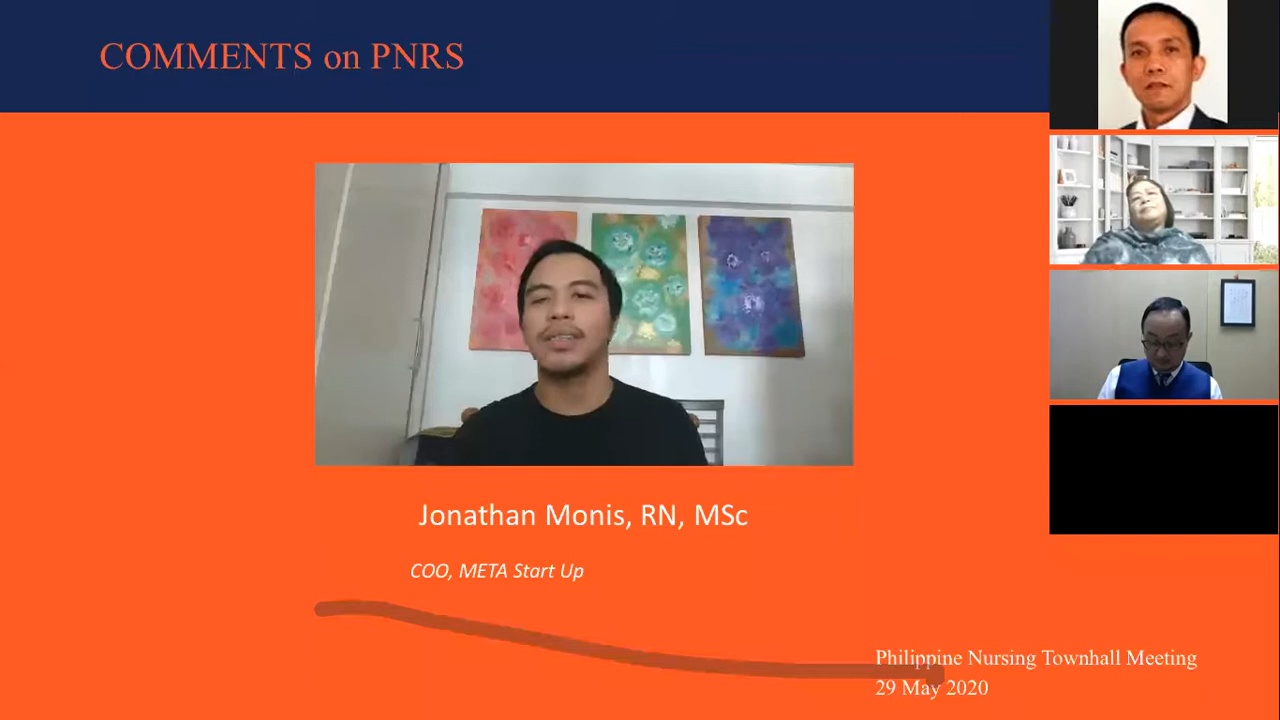 COMMENTS on PNRS
Jonathan Monis, RN, MSc
COO, META Start Up
Philippine Nursing Townhall Meeting
29 May 2020